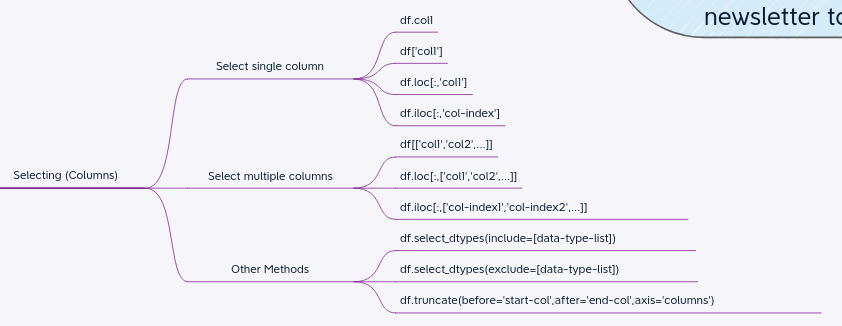 newsletter to
df.col1
df['col1']
Select single column
df.loc[:,'col1']
df.iloc[:,'col-index']
df[['col1','col2',...]]
Selecting (Columns)
Select multiple columns
df.loc[:,['col1','col2',...]]
df.iloc[:,['col-index1','col-index2',...]]
df.select_dtypes(include=[data-type-list])
Other Methods
df.select_dtypes(exclude=[data-type-list])
df.truncate(before='start-col',after='end-col',axis='columns')